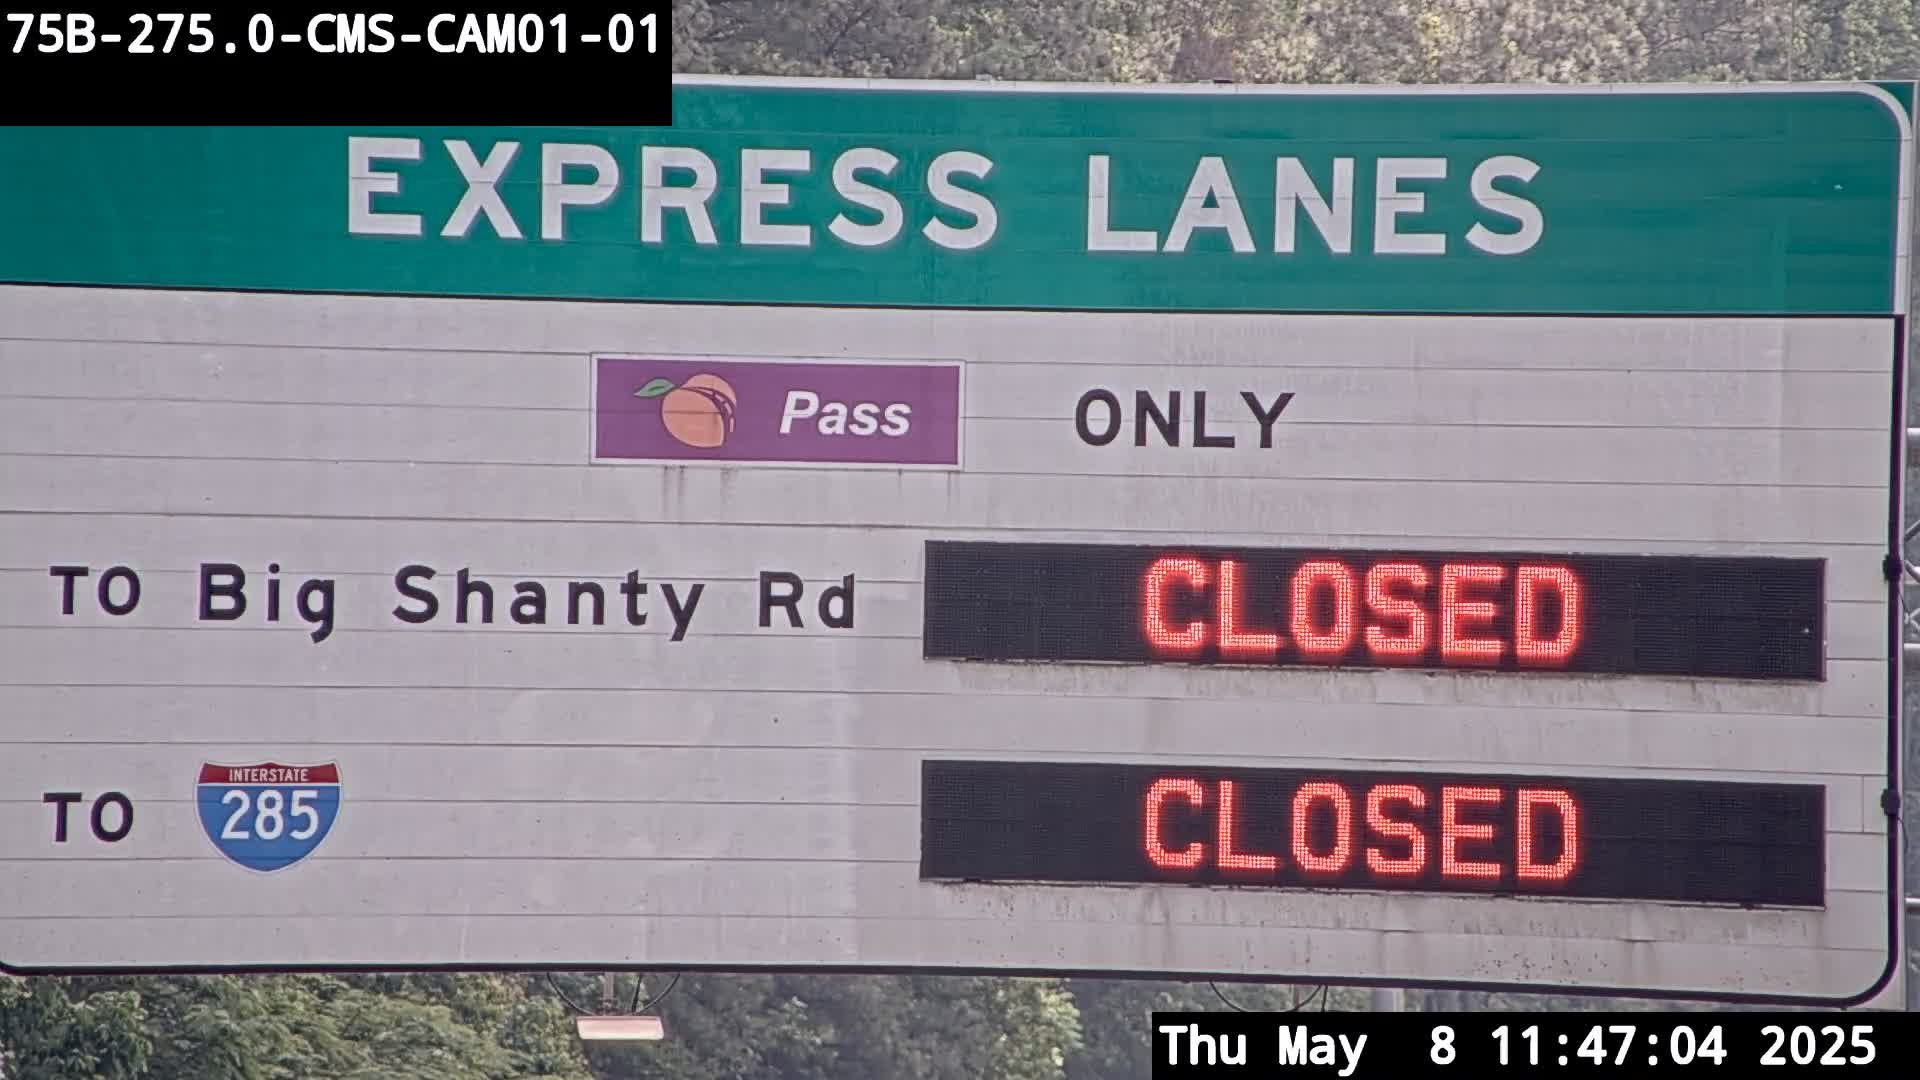 75B-275.0-CMS-CAM01-01
EXPRESS LANES
Pass ONLY
TO Big Shanty Rd CLOSED
TO INTERSTATE 285 CLOSED
Thu May 8 11:47:04 2025